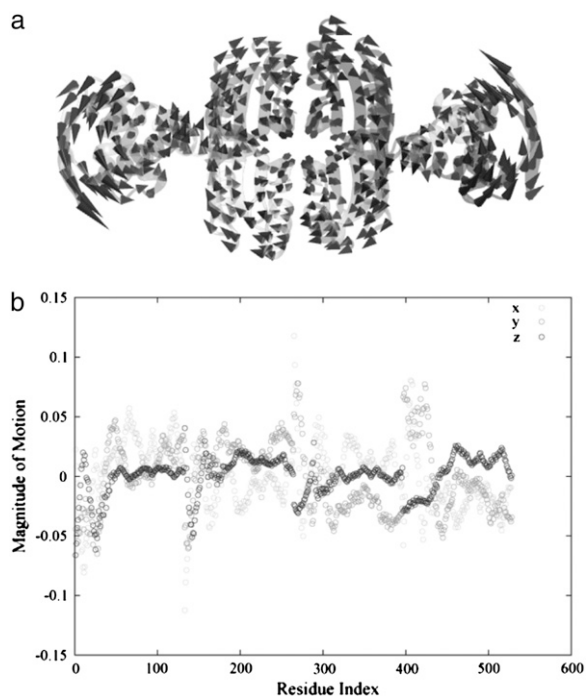 a
b
0.15
0.1
0.05
0
-0.05
-0.1
-0.15
Magnitude of Motion
x
y
z
0 100 200 300 400 500 600
Residue Index